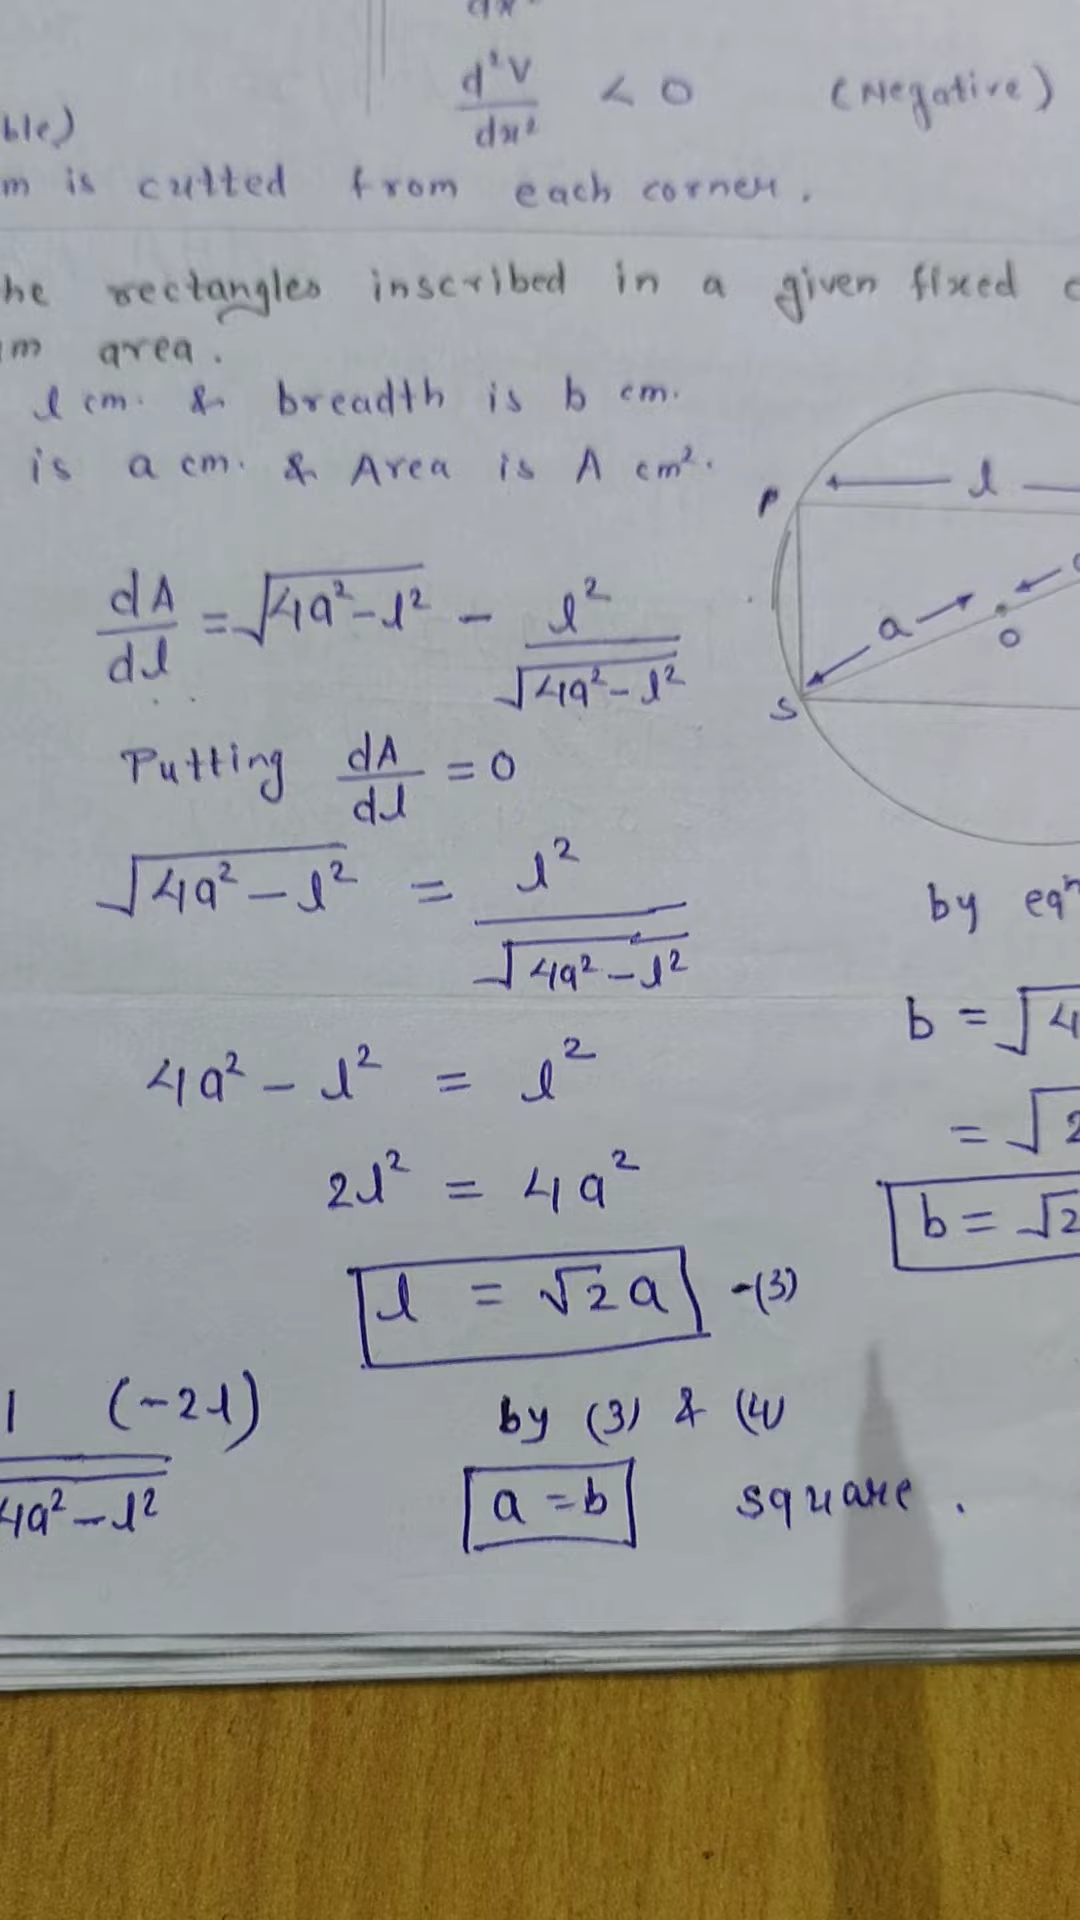 d²V/dx² < 0 (Negative)
ble)
m is cutted from each corner.
he rectangles inscribed in a given fixed
m area.
l cm. & breadth is b cm.
is a cm. & Area is A cm².
P l
a O
S
dA/dl = √4a²-l² - l²/√4a²-l²
Putting dA/dl = 0
√4a²-l² = l²/√4a²-l²
4a² - l² = l²
2l² = 4a²
l = √2 a -(3)
by eqⁿ
b = √4
= √2
b = √2
1 (-2l)
4a²-l²
by (3) & (4)
a = b square.